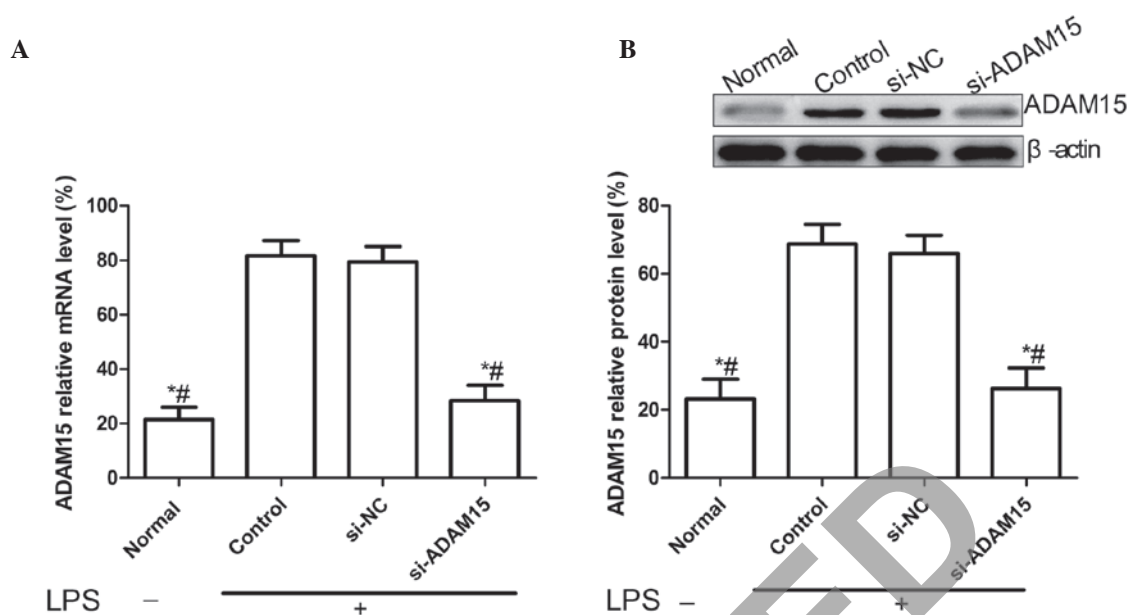 A
ADAM15 relative mRNA level (%)
100
80
60
40
20
0
*#
*#
Normal
Control
si-NC
si-ADAM15
LPS – +
B
Normal Control si-NC si-ADAM15
ADAM15
β -actin
ADAM15 relative protein level (%)
80
60
40
20
0
*#
*#
Normal
Control
si-NC
si-ADAM15
LPS – +